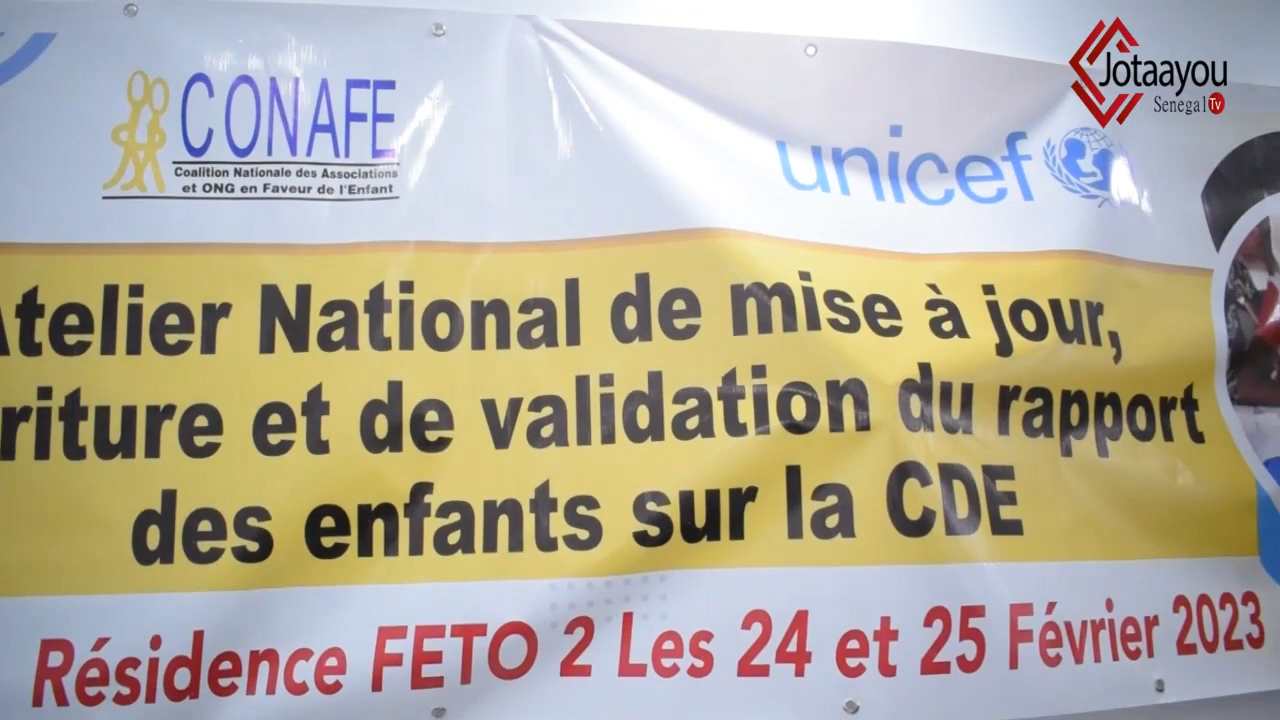 CONAFE
Coalition Nationale des Associations
et ONG en Faveur de l'Enfant
unicef
Jotaayou
Senegal Tv
telier National de mise à jour,
riture et de validation du rapport
des enfants sur la CDE
Résidence FETO 2 Les 24 et 25 Février 2023